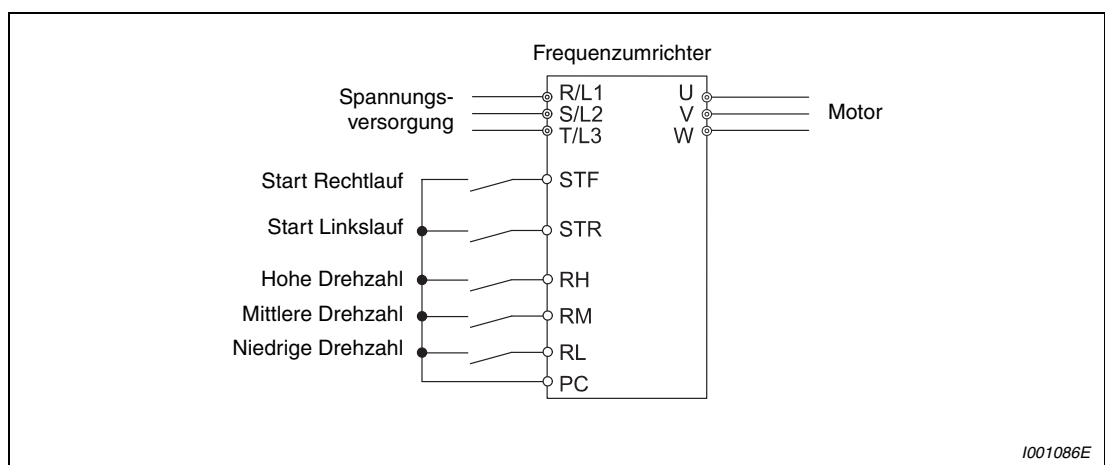 Frequenzumrichter
Spannungs-
versorgung
R/L1
S/L2
T/L3
U
V
W
Motor
Start Rechtlauf
STF
Start Linkslauf
STR
Hohe Drehzahl
RH
Mittlere Drehzahl
RM
Niedrige Drehzahl
RL
PC
I001086E